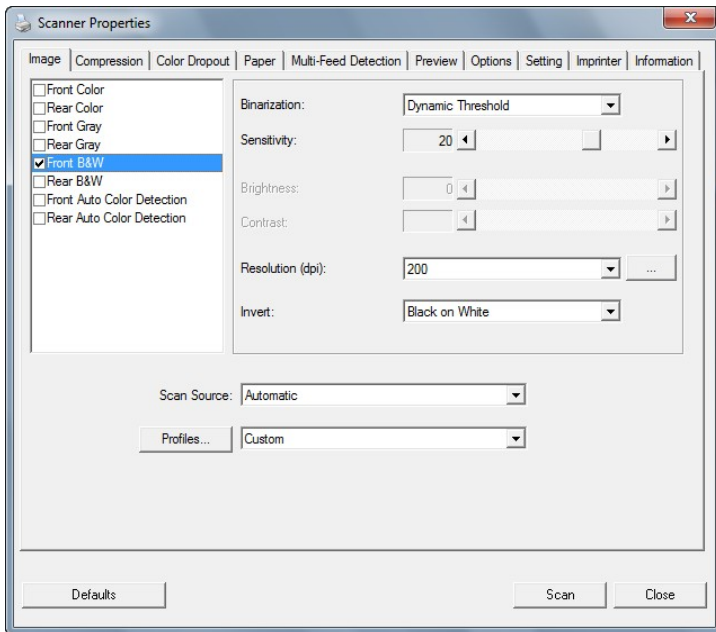 Scanner Properties
Image Compression Color Dropout Paper Multi-Feed Detection Preview Options Setting Imprinter Information
Front Color
Rear Color
Front Gray
Rear Gray
Front B&W
Rear B&W
Front Auto Color Detection
Rear Auto Color Detection
Binarization: Dynamic Threshold
Sensitivity: 20
Brightness: 0
Contrast:
Resolution (dpi): 200 ...
Invert: Black on White
Scan Source: Automatic
Profiles... Custom
Defaults Scan Close